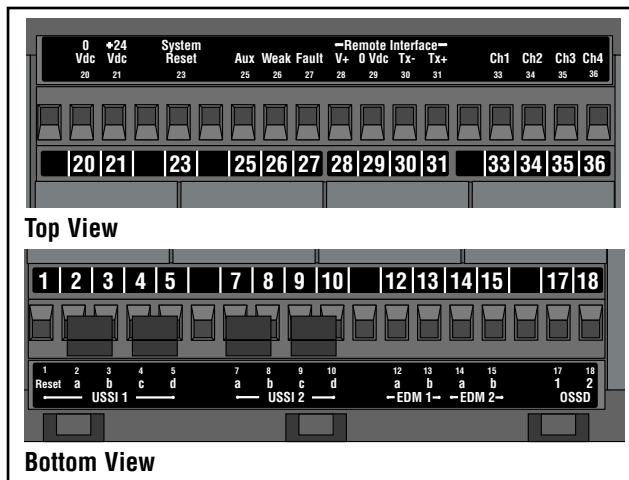 0 +24 System Remote Interface
Vdc Vdc Reset Aux Weak Fault V+ 0 Vdc Tx- Tx+ Ch1 Ch2 Ch3 Ch4
20 21 23 25 26 27 28 29 30 31 33 34 35 36
20 21 23 25 26 27 28 29 30 31 33 34 35 36
Top View
1 2 3 4 5 7 8 9 10 12 13 14 15 17 18
1 2 3 4 5 7 8 9 10 12 13 14 15 17 18
Reset a b c d a b c d a b a b 1 2
USSI 1 USSI 2 EDM 1 EDM 2 OSSD
Bottom View